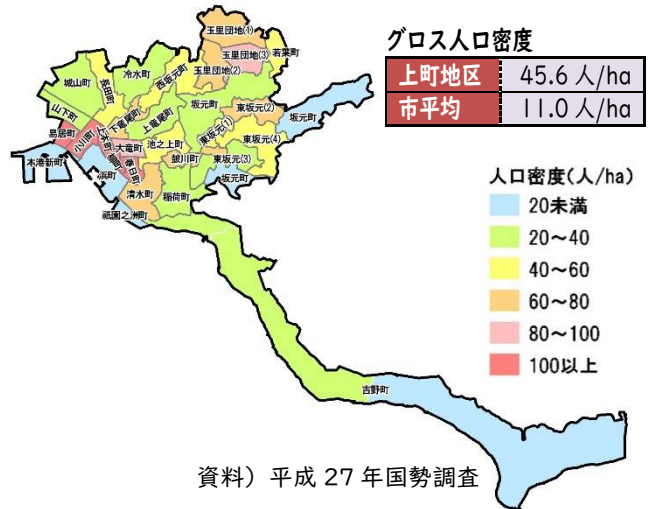 グロス人口密度
上町地区 45.6人/ha
市平均 11.0人/ha
人口密度(人/ha)
20未満
20～40
40～60
60～80
80～100
100以上
玉里団地(1)
玉里団地(3)
若葉町
玉里団地(2)
西坂元町
冷水町
城山町
長田町
下竜尾町
上竜尾町
坂元町
東坂元(2)
坂元町
東坂元(1)
東坂元(4)
山下町
易居町
小川町
上本町
大竜町
池之上町
皷川町
東坂元(3)
坂元町
春日町
本港新町
浜町
清水町
稲荷町
祇園之洲町
吉野町
資料）平成27年国勢調査